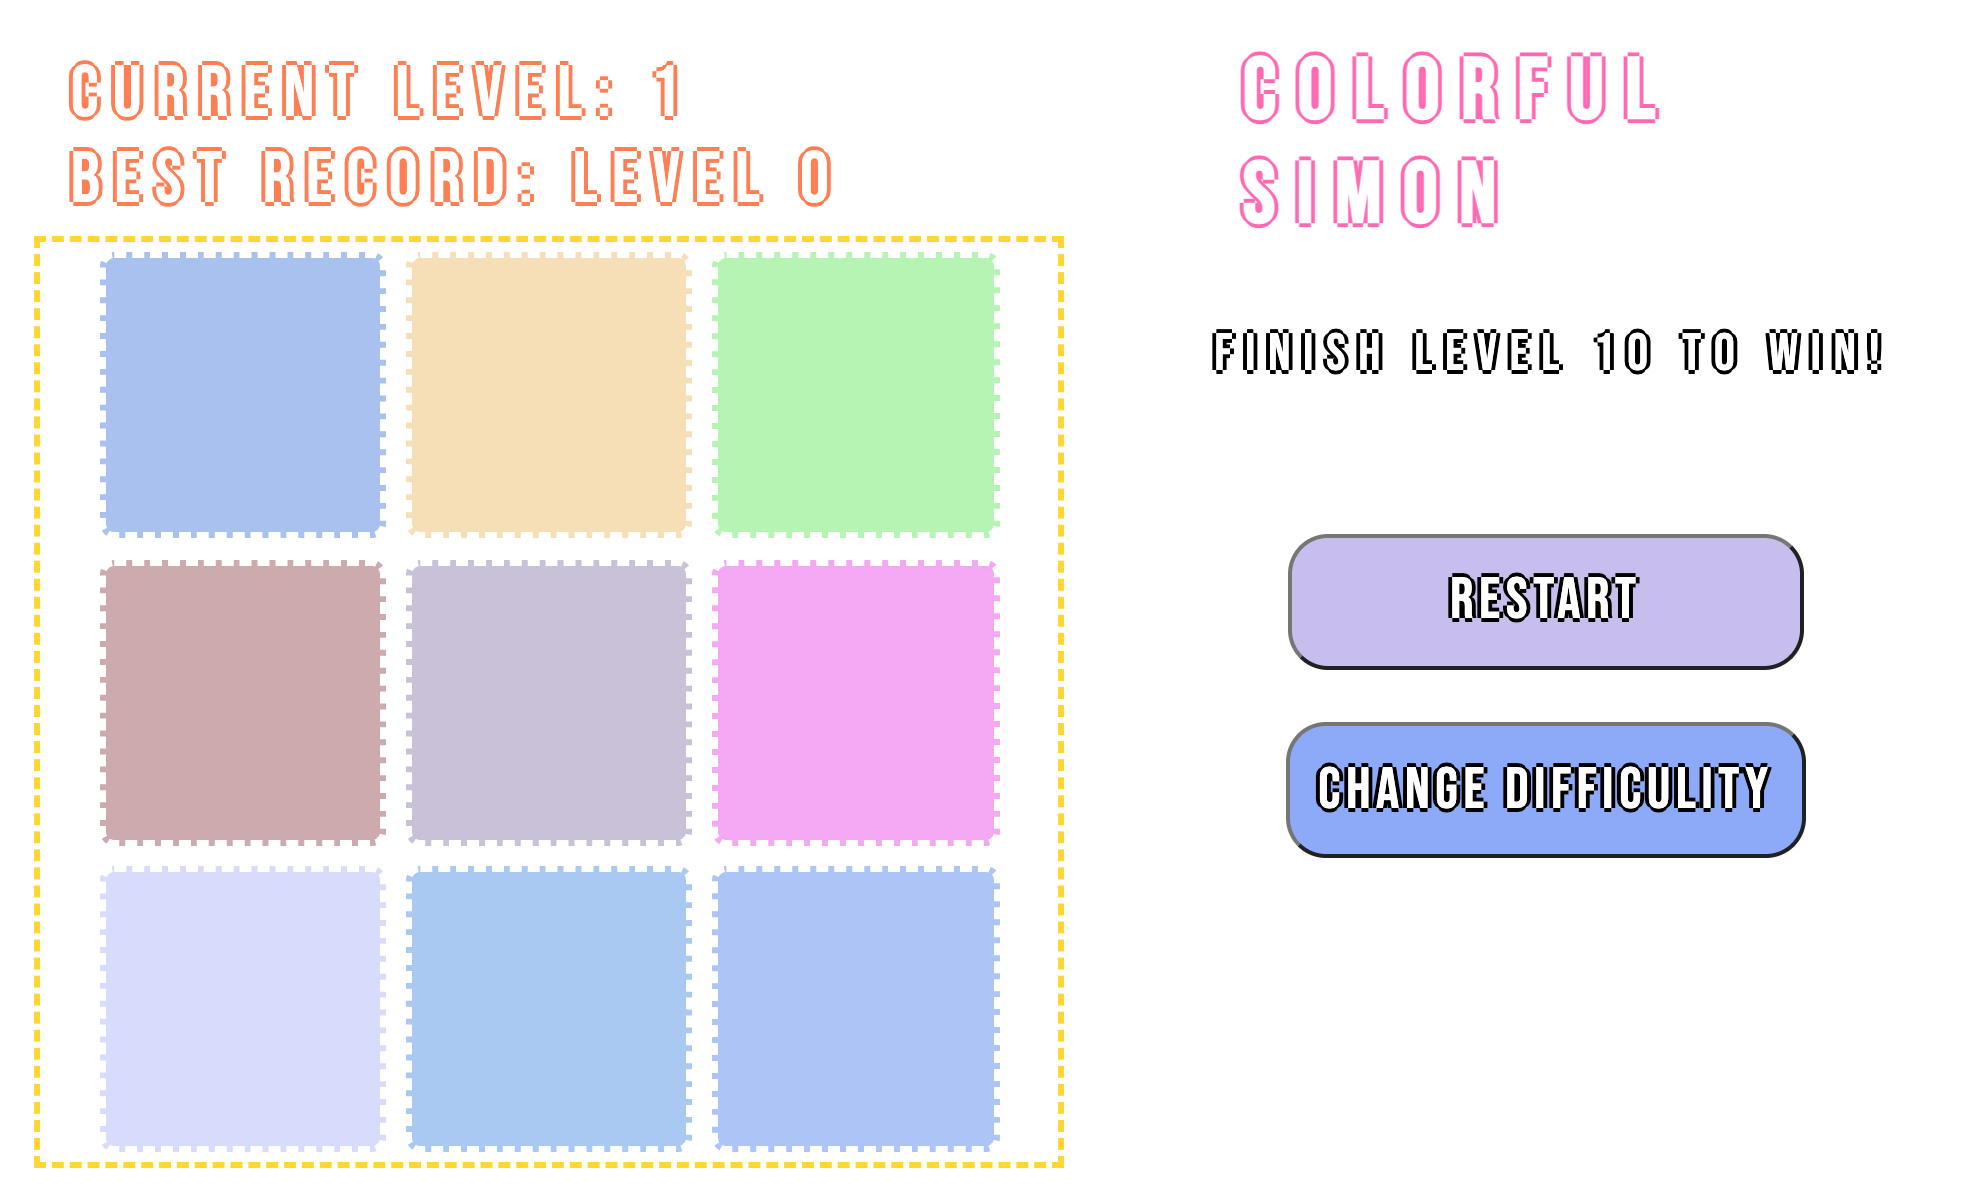 CURRENT LEVEL: 1
BEST RECORD: LEVEL 0
COLORFUL
SIMON
FINISH LEVEL 10 TO WIN!
RESTART
CHANGE DIFFICULITY